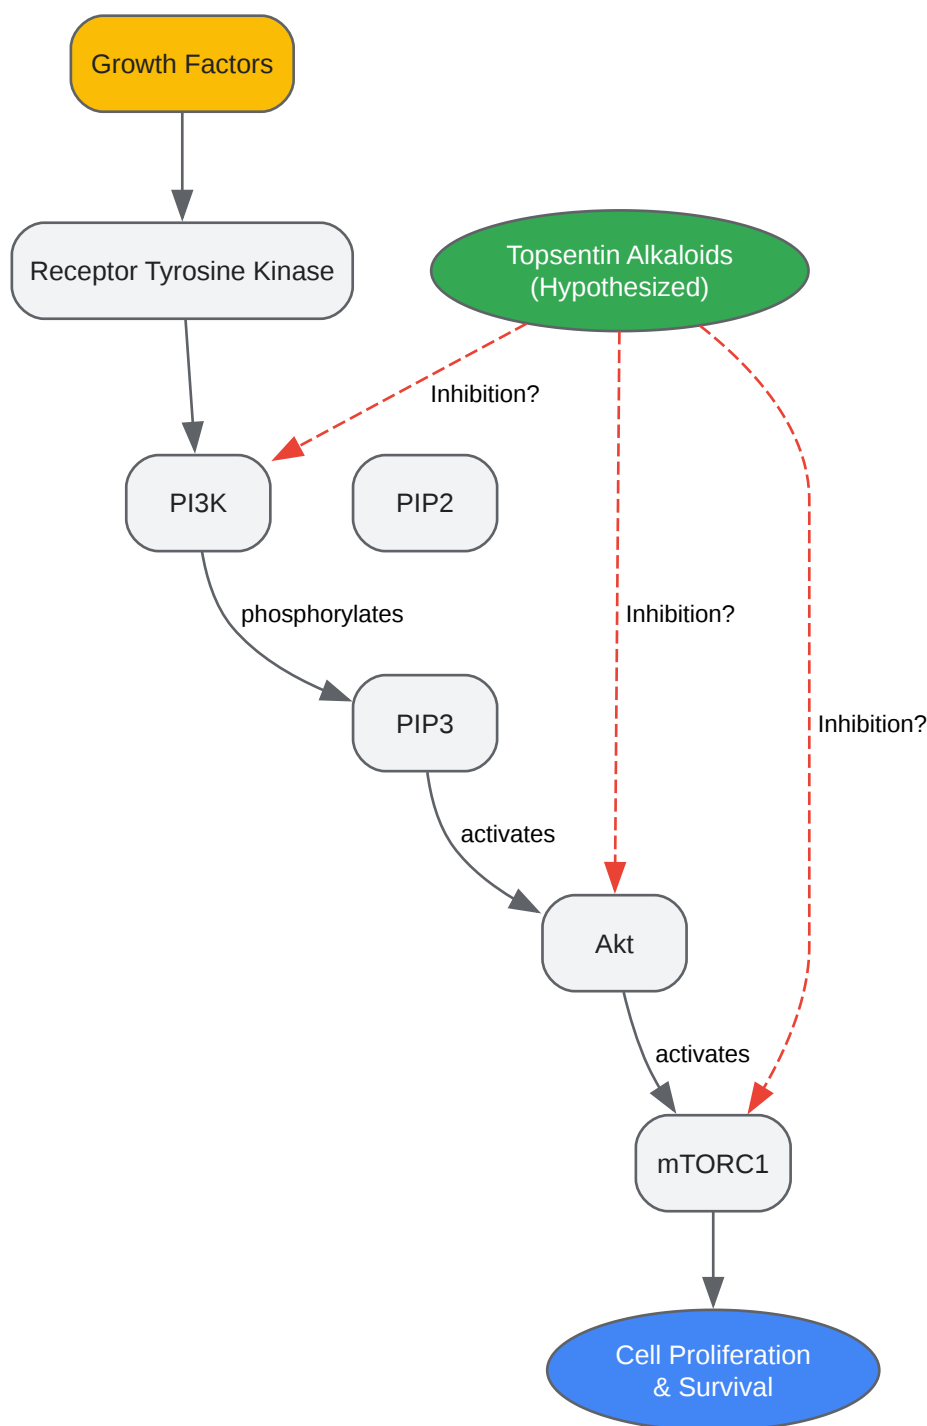 Growth Factors
Receptor Tyrosine Kinase
Topsentin Alkaloids
(Hypothesized)
Inhibition?
PI3K
PIP2
phosphorylates
Inhibition?
PIP3
Inhibition?
activates
Akt
activates
mTORC1
Cell Proliferation
& Survival